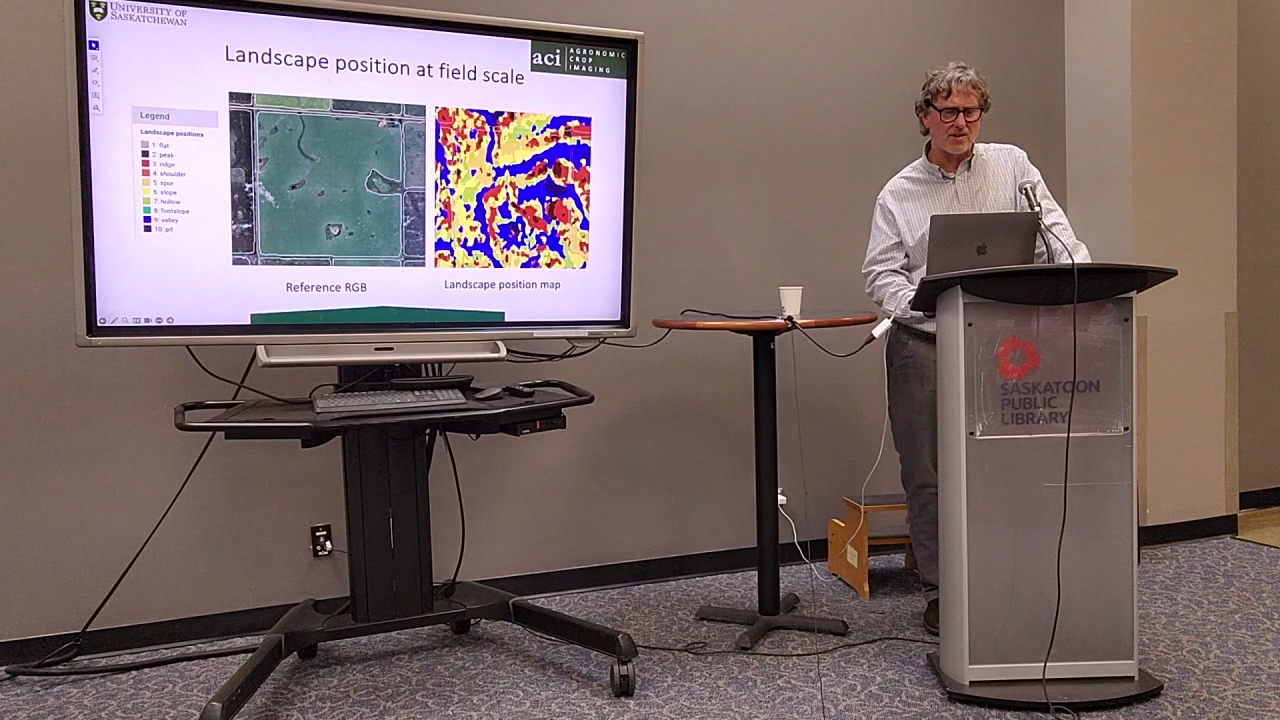 UNIVERSITY OF
SASKATCHEWAN
Landscape position at field scale
aci
AGRONOMIC
CROP
IMAGING
Legend
Landscape positions
1: flat
2: peak
3: ridge
4: shoulder
5: spur
6: slope
7: hollow
8: footslope
9: valley
10: pit
Reference RGB
Landscape position map
SASKATOON
PUBLIC
LIBRARY